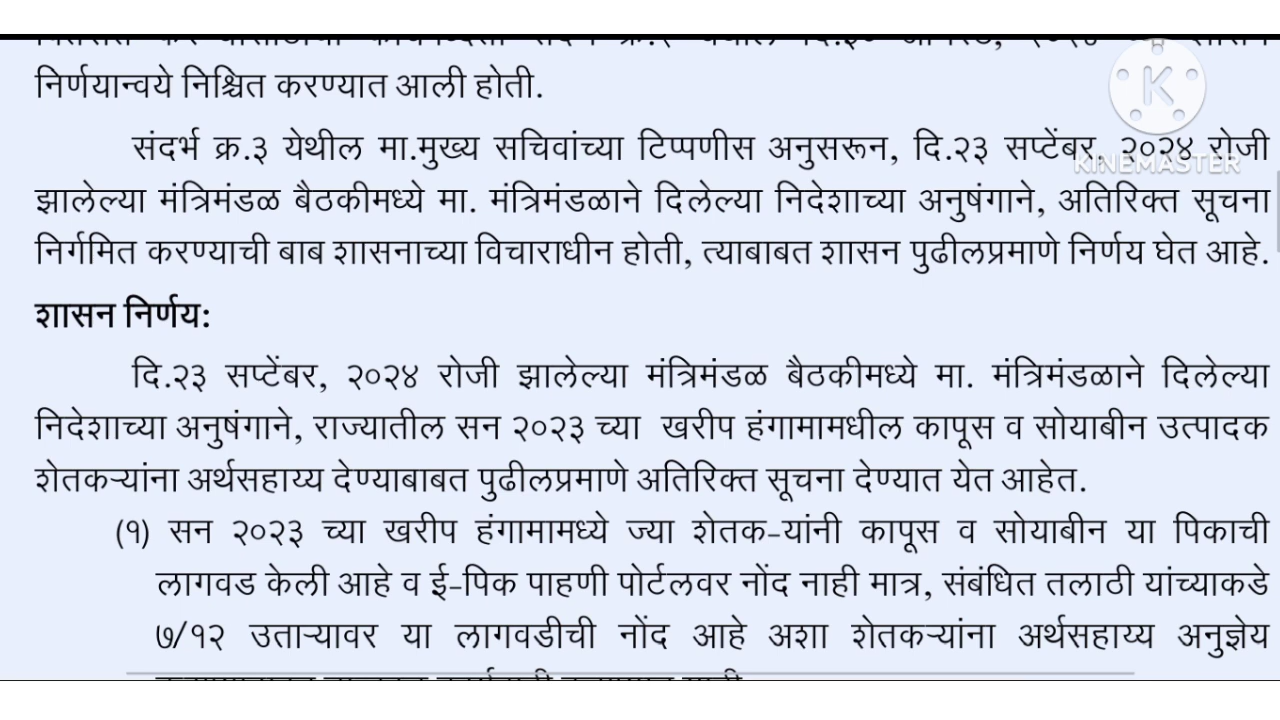 निर्णयान्वये निश्चित करण्यात आली होती.
संदर्भ क्र.३ येथील मा.मुख्य सचिवांच्या टिप्पणीस अनुसरून, दि.२३ सप्टेंबर, २०२४ रोजी
झालेल्या मंत्रिमंडळ बैठकीमध्ये मा. मंत्रिमंडळाने दिलेल्या निदेशाच्या अनुषंगाने, अतिरिक्त सूचना
निर्गमित करण्याची बाब शासनाच्या विचाराधीन होती, त्याबाबत शासन पुढीलप्रमाणे निर्णय घेत आहे.
शासन निर्णय:
दि.२३ सप्टेंबर, २०२४ रोजी झालेल्या मंत्रिमंडळ बैठकीमध्ये मा. मंत्रिमंडळाने दिलेल्या
निदेशाच्या अनुषंगाने, राज्यातील सन २०२३ च्या खरीप हंगामामधील कापूस व सोयाबीन उत्पादक
शेतकऱ्यांना अर्थसहाय्य देण्याबाबत पुढीलप्रमाणे अतिरिक्त सूचना देण्यात येत आहेत.
(१) सन २०२३ च्या खरीप हंगामामध्ये ज्या शेतक-यांनी कापूस व सोयाबीन या पिकाची
लागवड केली आहे व ई-पिक पाहणी पोर्टलवर नोंद नाही मात्र, संबंधित तलाठी यांच्याकडे
७/१२ उताऱ्यावर या लागवडीची नोंद आहे अशा शेतकऱ्यांना अर्थसहाय्य अनुज्ञेय
K
KINEMASTER